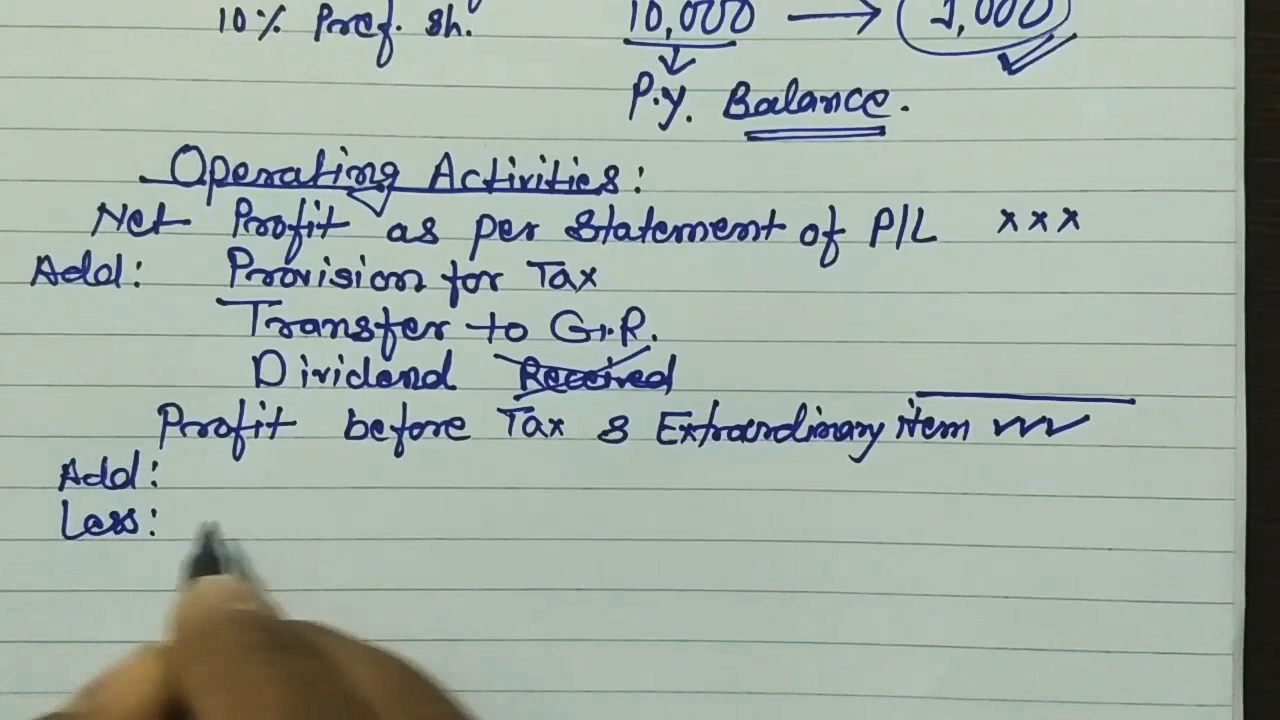 10% Pref. Sh. 10,000 → 1,000
P.y. Balance.
Operating Activities:
Net Profit as per Statement of P/L xxx
Add: Provision for Tax
Transfer to G.R.
Dividend Received
Profit before Tax & Extraordinary item
Add:
Less: